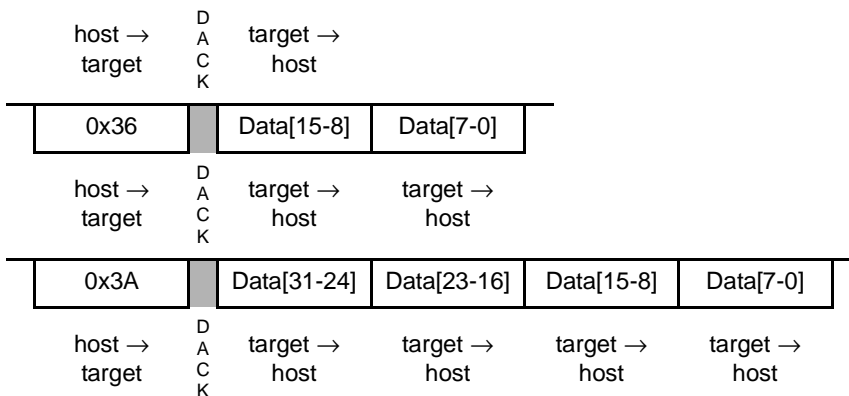 host → D A C K target →
target host
0x36 Data[15-8] Data[7-0]
host → D A C K target → target →
target host host
0x3A Data[31-24] Data[23-16] Data[15-8] Data[7-0]
host → D A C K target → target → target → target →
target host host host host